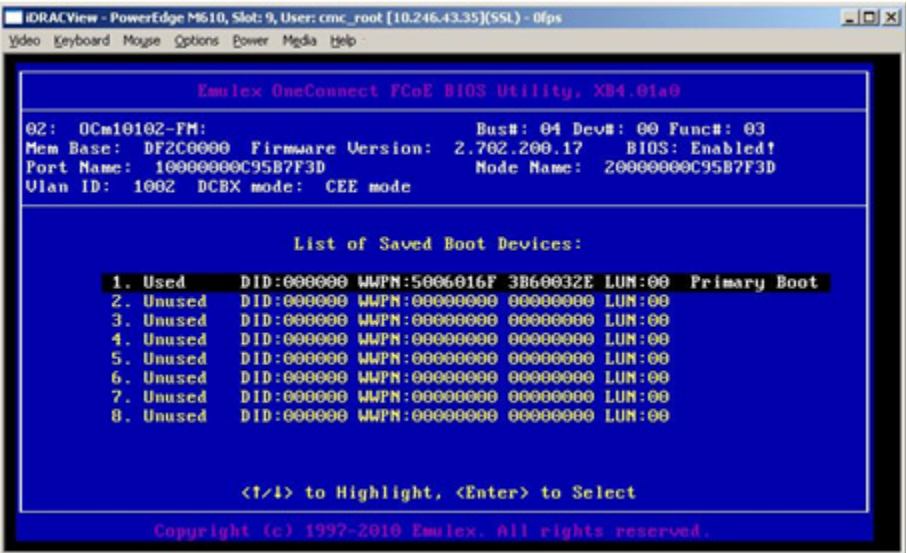 iDRACView - PowerEdge M610, Slot: 9, User: cmc_root [10.246.43.35](SSL) - 0fps
Video Keyboard Mouse Options Power Media Help
Emulex OneConnect FCoE BIOS Utility, XB4.01a0
02: OCm10102-FM: Bus#: 04 Dev#: 00 Func#: 03
Mem Base: DF2C0000 Firmware Version: 2.702.200.17 BIOS: Enabled!
Port Name: 10000000C95B7F3D Node Name: 20000000C95B7F3D
Vlan ID: 1002 DCBX mode: CEE mode
List of Saved Boot Devices:
1. Used DID:000000 WWPN:5006016F 3B60032E LUN:00 Primary Boot
2. Unused DID:000000 WWPN:00000000 00000000 LUN:00
3. Unused DID:000000 WWPN:00000000 00000000 LUN:00
4. Unused DID:000000 WWPN:00000000 00000000 LUN:00
5. Unused DID:000000 WWPN:00000000 00000000 LUN:00
6. Unused DID:000000 WWPN:00000000 00000000 LUN:00
7. Unused DID:000000 WWPN:00000000 00000000 LUN:00
8. Unused DID:000000 WWPN:00000000 00000000 LUN:00
<↑/↓> to Highlight, <Enter> to Select
Copyright (c) 1997-2010 Emulex. All rights reserved.